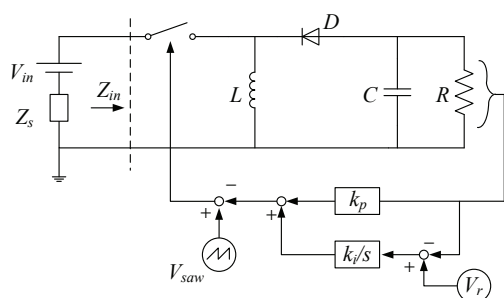 D
V_in
Z_in
L
C
R
Z_s
−
+
+
k_p
+
k_i/s
−
+
V_saw
V_r